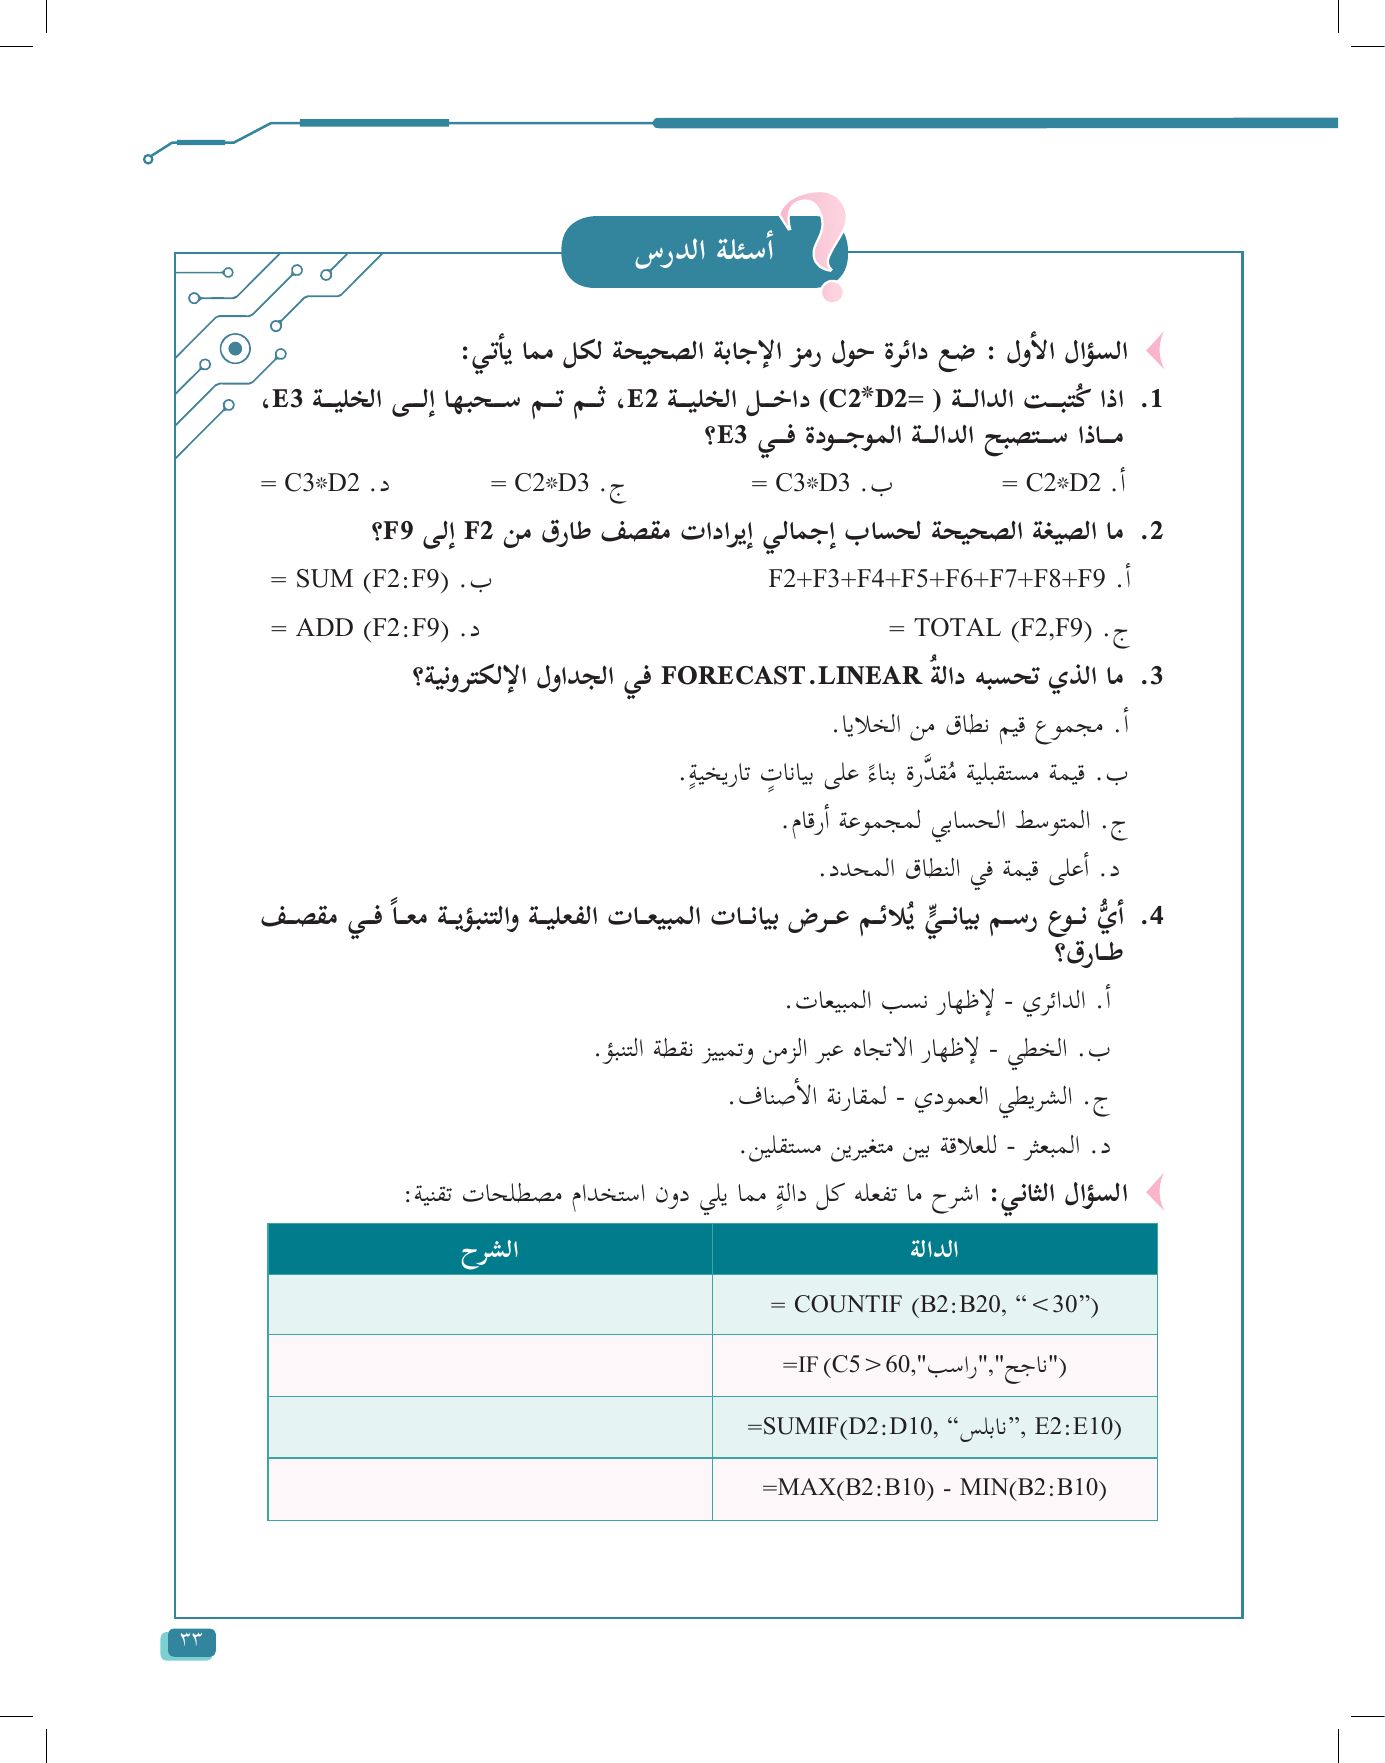 أسئلة الدرس
السؤال الأول : ضع دائرة حول رمز الإجابة الصحيحة لكل مما يأتي:
1. اذا كُتبت الدالة ( =C2*D2) داخل الخلية E2، ثم تم سحبها إلى الخلية E3،
ماذا ستصبح الدالة الموجودة في E3؟
أ. C2*D2 = ب. C3*D3 = ج. C2*D3 = د. C3*D2 =
2. ما الصيغة الصحيحة لحساب إجمالي إيرادات مقصف طارق من F2 إلى F9؟
أ. F2+F3+F4+F5+F6+F7+F8+F9 ب. = SUM (F2:F9)
ج. = TOTAL (F2,F9) د. = ADD (F2:F9)
3. ما الذي تحسبه دالةُ FORECAST.LINEAR في الجداول الإلكترونية؟
أ. مجموع قيم نطاق من الخلايا.
ب. قيمة مستقبلية مُقدَّرة بناءً على بياناتٍ تاريخيةٍ.
ج. المتوسط الحسابي لمجموعة أرقام.
د. أعلى قيمة في النطاق المحدد.
4. أيُّ نوع رسم بيانيٍّ يُلائم عرض بيانات المبيعات الفعلية والتنبؤية معاً في مقصف
طارق؟
أ. الدائري - لإظهار نسب المبيعات.
ب. الخطي - لإظهار الاتجاه عبر الزمن وتمييز نقطة التنبؤ.
ج. الشريطي العمودي - لمقارنة الأصناف.
د. المبعثر - للعلاقة بين متغيرين مستقلين.
السؤال الثاني: اشرح ما تفعله كل دالةٍ مما يلي دون استخدام مصطلحات تقنية:
الدالة الشرح
= COUNTIF (B2:B20, “<30”)
=IF (C5>60,"راسب","ناجح")
=SUMIF(D2:D10, “نابلس”, E2:E10)
=MAX(B2:B10) - MIN(B2:B10)
٣٣